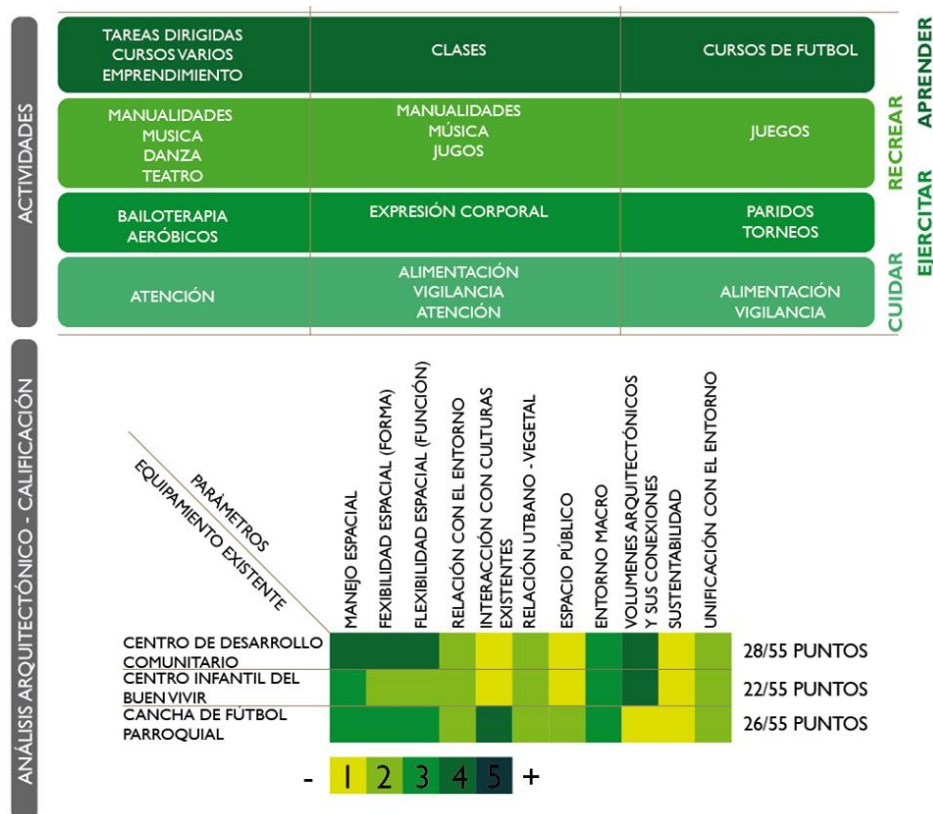 ACTIVIDADES
TAREAS DIRIGIDAS
CURSOS VARIOS
EMPRENDIMIENTO
CLASES
CURSOS DE FUTBOL
APRENDER
MANUALIDADES
MUSICA
DANZA
TEATRO
MANUALIDADES
MÚSICA
JUGOS
JUEGOS
RECREAR
BAILOTERAPIA
AERÓBICOS
EXPRESIÓN CORPORAL
PARIDOS
TORNEOS
EJERCITAR
ATENCIÓN
ALIMENTACIÓN
VIGILANCIA
ATENCIÓN
ALIMENTACIÓN
VIGILANCIA
CUIDAR
ANÁLISIS ARQUITECTÓNICO - CALIFICACIÓN
PARÁMETROS
EQUIPAMIENTO EXISTENTE
MANEJO ESPACIAL
FEXIBILIDAD ESPACIAL (FORMA)
FLEXIBILIDAD ESPACIAL (FUNCIÓN)
RELACIÓN CON EL ENTORNO
INTERACCIÓN CON CULTURAS
EXISTENTES
RELACIÓN UTBANO - VEGETAL
ESPACIO PÚBLICO
ENTORNO MACRO
VOLUMENES ARQUITECTÓNICOS
Y SUS CONEXIONES
SUSTENTABILIDAD
UNIFICACIÓN CON EL ENTORNO
CENTRO DE DESARROLLO
COMUNITARIO
28/55 PUNTOS
CENTRO INFANTIL DEL
BUEN VIVIR
22/55 PUNTOS
CANCHA DE FÚTBOL
PARROQUIAL
26/55 PUNTOS
- 1 2 3 4 5 +